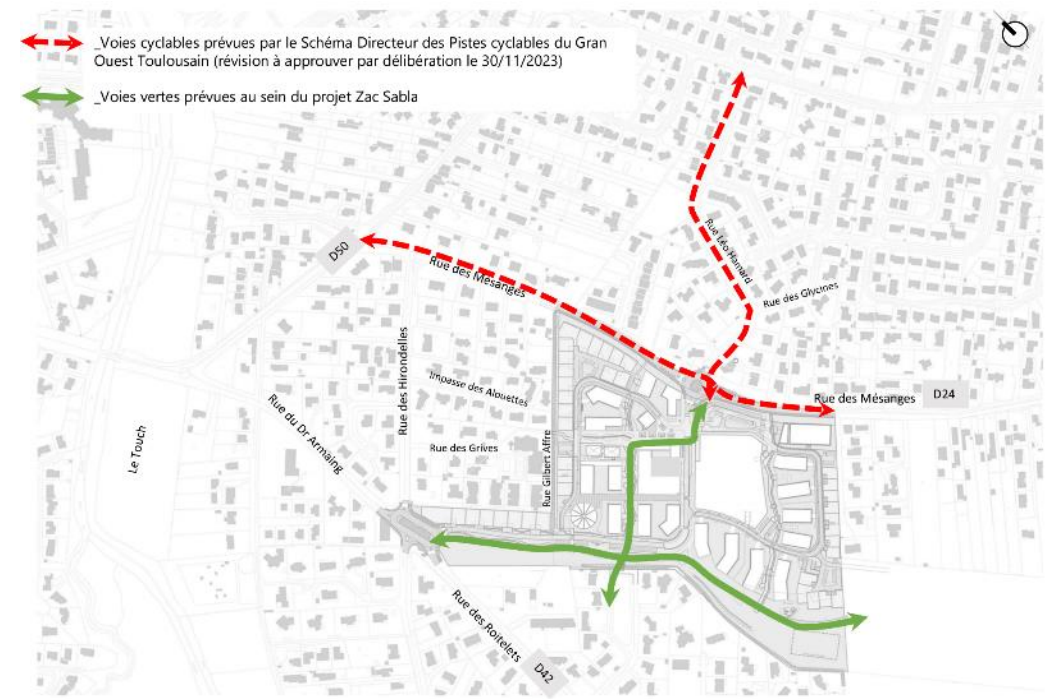 _Voies cyclables prévues par le Schéma Directeur des Pistes cyclables du Gran
Ouest Toulousain (révision à approuver par délibération le 30/11/2023)
_Voies vertes prévues au sein du projet Zac Sabla
D50
Rue des Mésanges
Rue Léo Hamard
Rue des Glycines
Rue des Hirondelles
Impasse des Alouettes
Rue des Mésanges
D24
Rue du Dr Armaing
Le Touch
Rue des Grives
Rue Gilbert Affre
Rue des Roitelets
D42